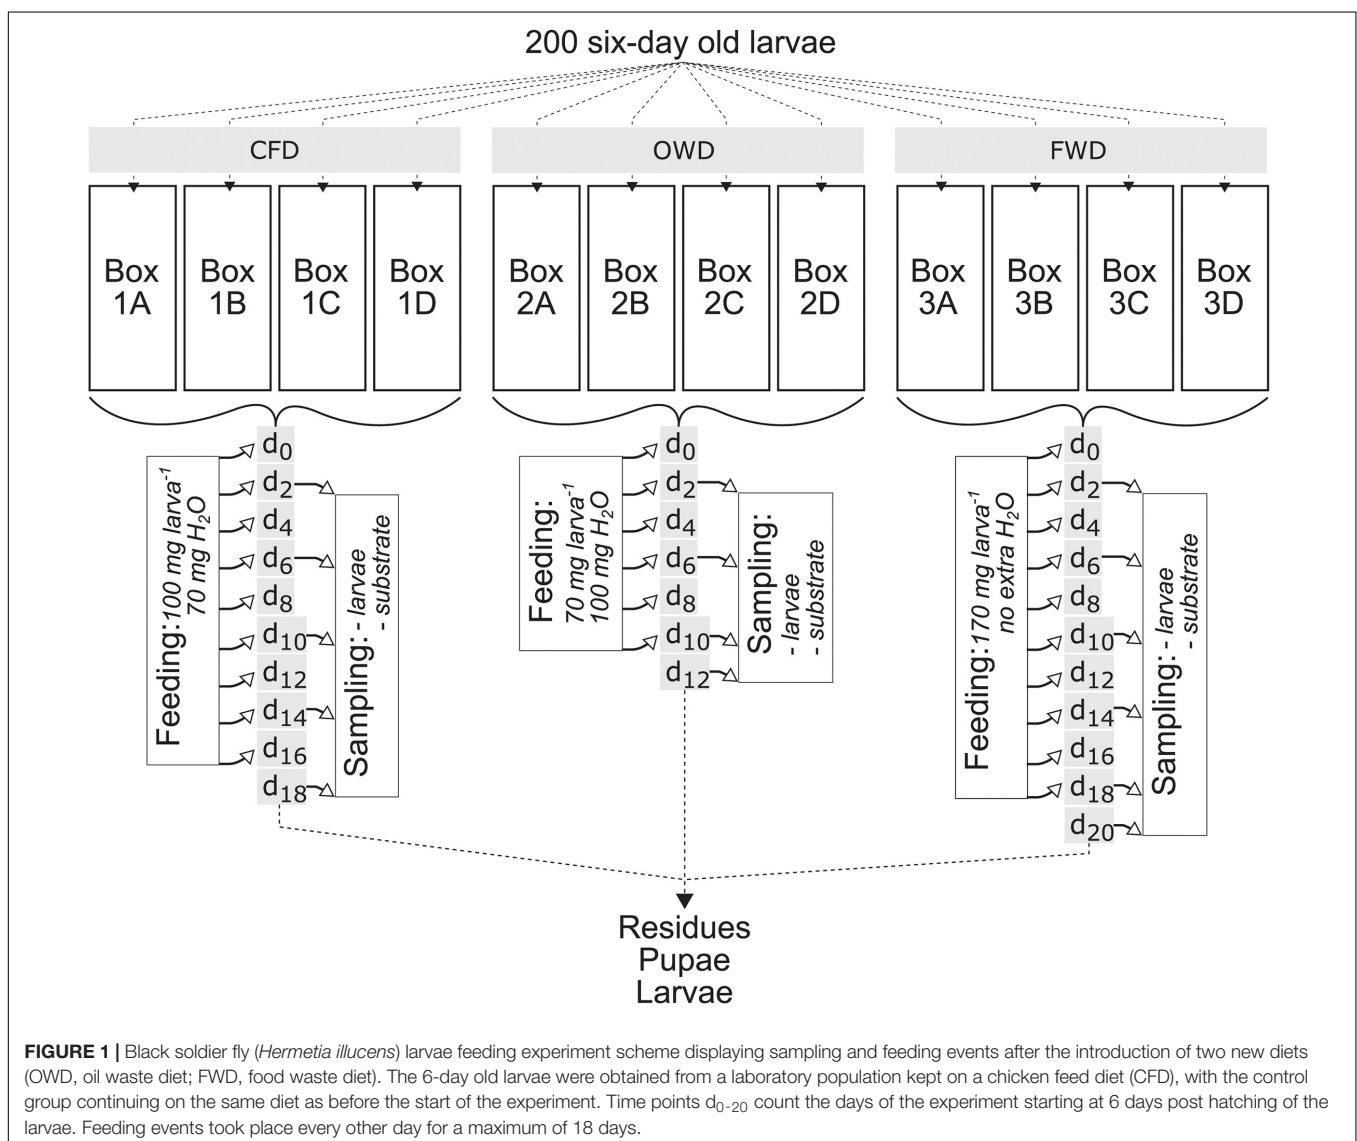 200 six-day old larvae
CFD
OWD
FWD
Box 1A
Box 1B
Box 1C
Box 1D
Box 2A
Box 2B
Box 2C
Box 2D
Box 3A
Box 3B
Box 3C
Box 3D
Feeding: 100 mg larva⁻¹
70 mg H₂O
d₀
d₂
d₄
d₆
d₈
d₁₀
d₁₂
d₁₄
d₁₆
d₁₈
Sampling: - larvae
- substrate
Feeding:
70 mg larva⁻¹
100 mg H₂O
d₀
d₂
d₄
d₆
d₈
d₁₀
d₁₂
Sampling:
- larvae
- substrate
Feeding: 170 mg larva⁻¹
no extra H₂O
d₀
d₂
d₄
d₆
d₈
d₁₀
d₁₂
d₁₄
d₁₆
d₁₈
d₂₀
Sampling: - larvae
- substrate
Residues
Pupae
Larvae
FIGURE 1 | Black soldier fly (Hermetia illucens) larvae feeding experiment scheme displaying sampling and feeding events after the introduction of two new diets
(OWD, oil waste diet; FWD, food waste diet). The 6-day old larvae were obtained from a laboratory population kept on a chicken feed diet (CFD), with the control
group continuing on the same diet as before the start of the experiment. Time points d₀₋₂₀ count the days of the experiment starting at 6 days post hatching of the
larvae. Feeding events took place every other day for a maximum of 18 days.